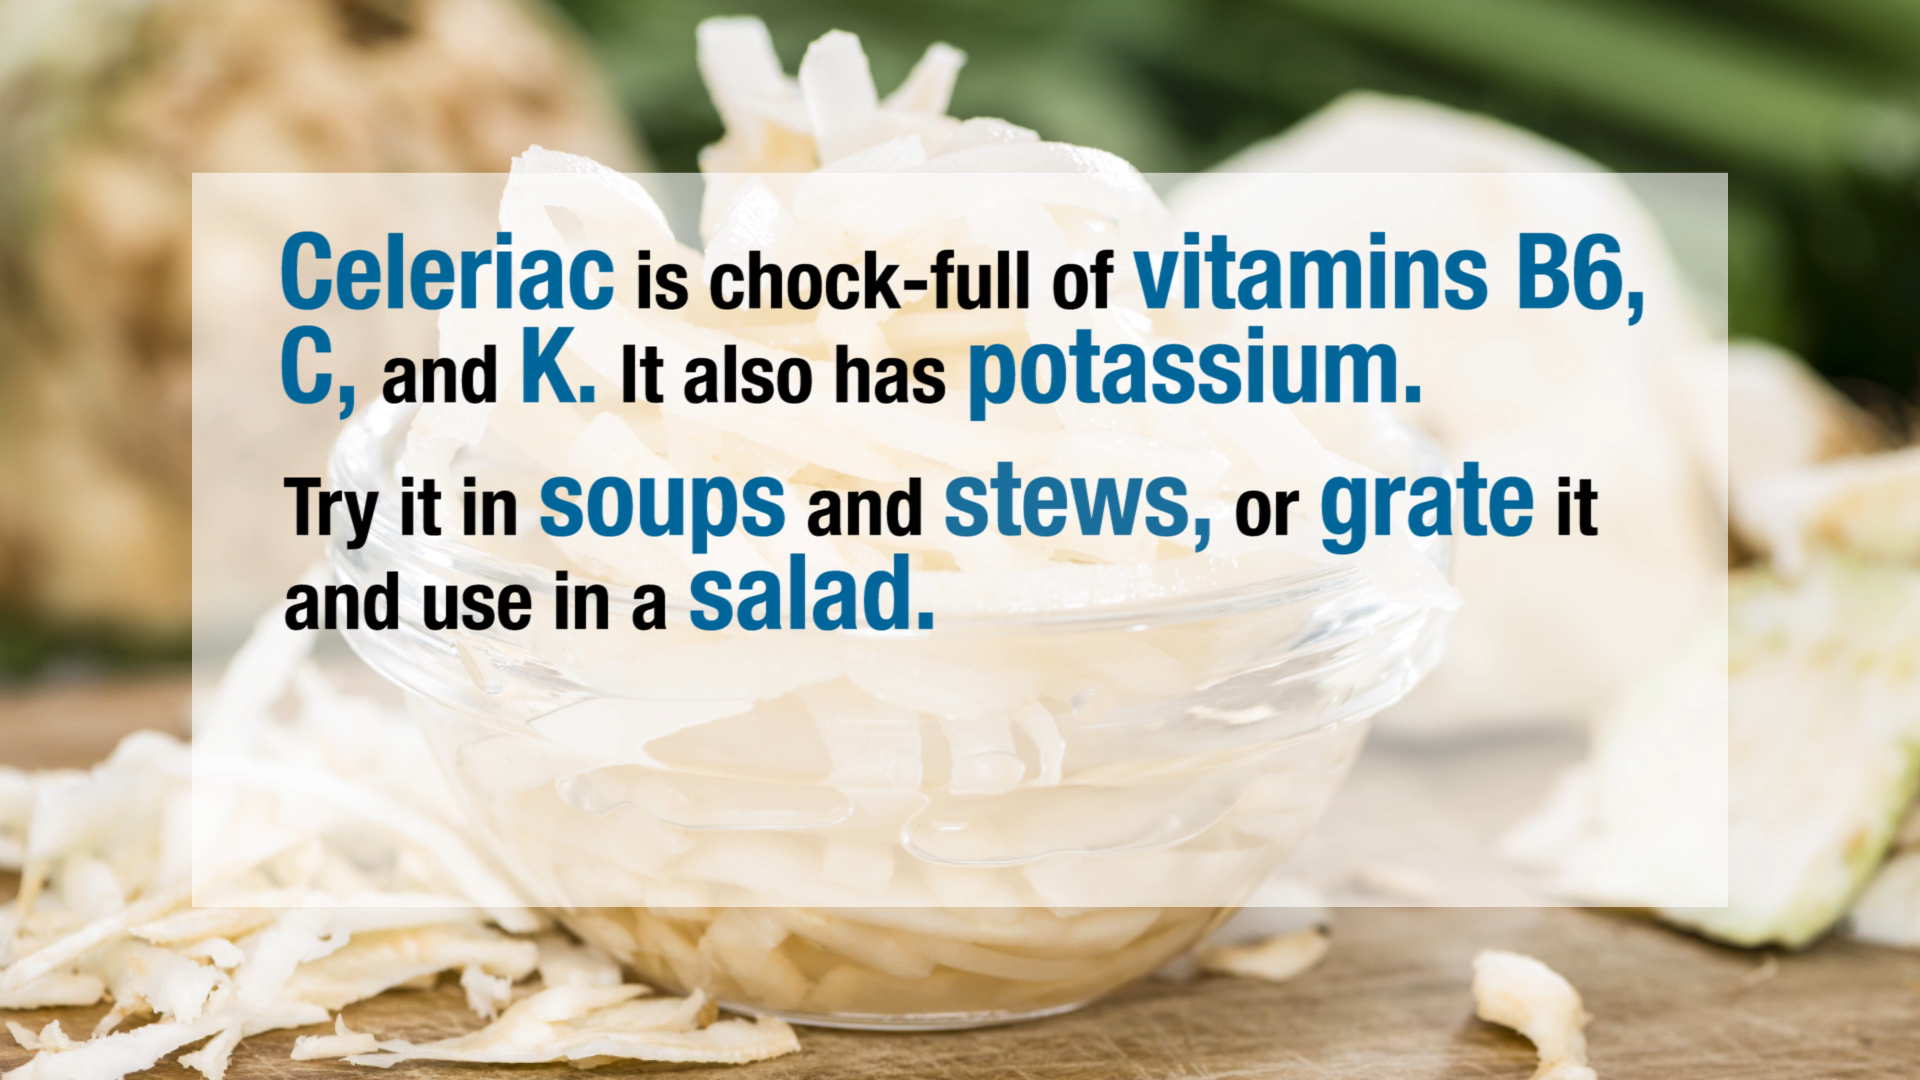 Celeriac is chock-full of vitamins B6,
C, and K. It also has potassium.
Try it in soups and stews, or grate it
and use in a salad.